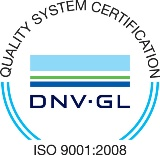 QUALITY SYSTEM CERTIFICATION
DNV·GL
ISO 9001:2008